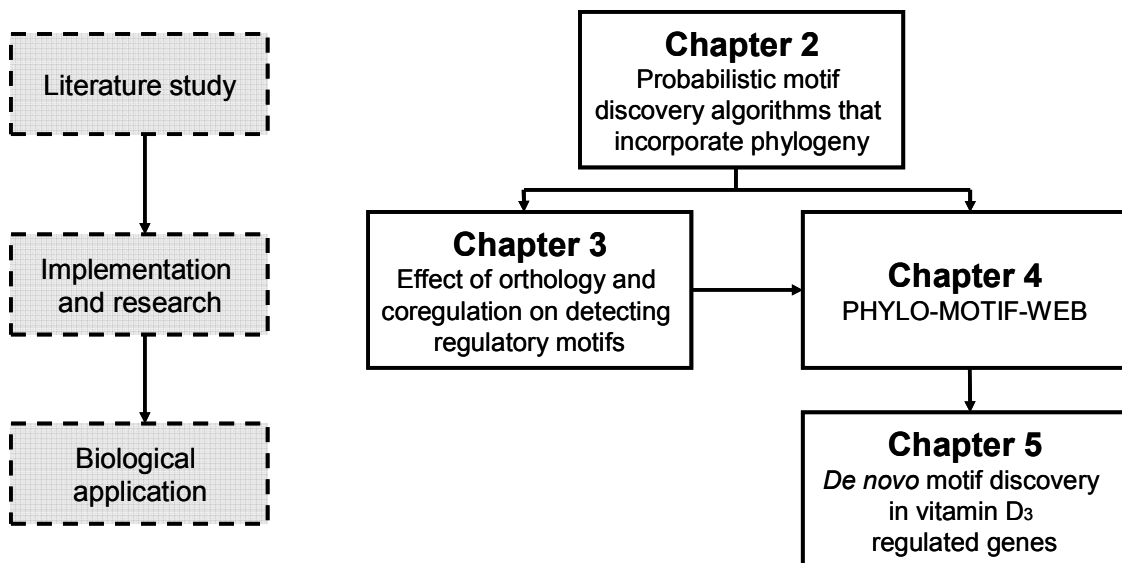 Literature study
Implementation
and research
Biological
application
Chapter 2
Probabilistic motif
discovery algorithms that
incorporate phylogeny
Chapter 3
Effect of orthology and
coregulation on detecting
regulatory motifs
Chapter 4
PHYLO-MOTIF-WEB
Chapter 5
De novo motif discovery
in vitamin D₃
regulated genes